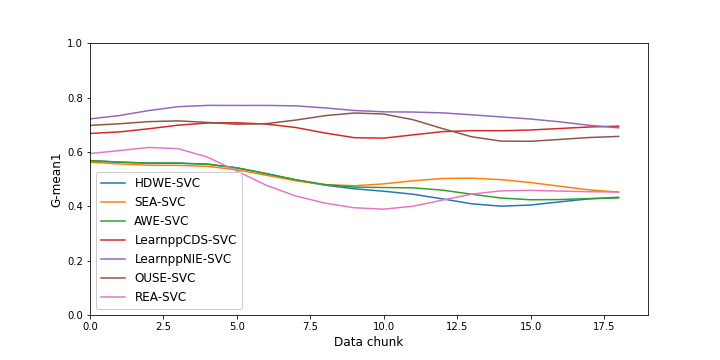 1.0
0.8
0.6
0.4
0.2
0.0
G-mean1
HDWE-SVC
SEA-SVC
AWE-SVC
LearnppCDS-SVC
LearnppNIE-SVC
OUSE-SVC
REA-SVC
0.0 2.5 5.0 7.5 10.0 12.5 15.0 17.5
Data chunk